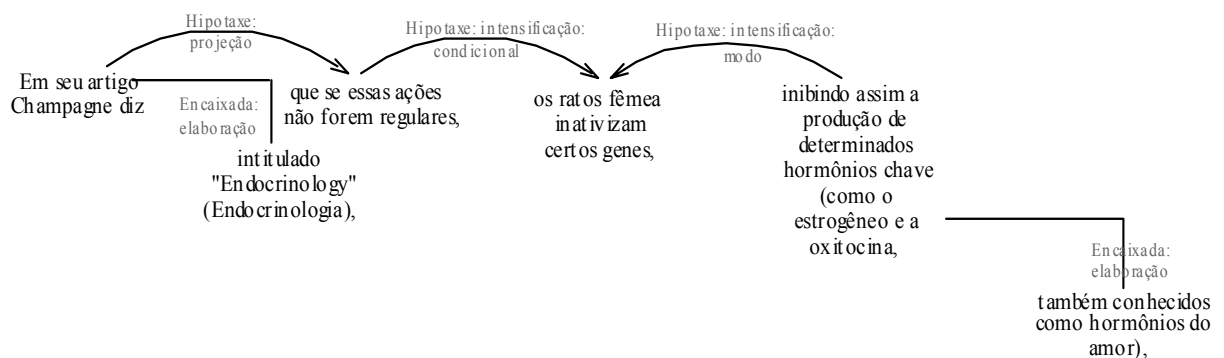 Hipotaxe:
projeção
Hipotaxe: intensificação:
condicional
Hipotaxe: intensificação:
modo
Em seu artigo
Champagne diz
Encaixada:
elaboração
intitulado
"Endocrinology"
(Endocrinologia),
que se essas ações
não forem regulares,
os ratos fêmea
inativizam
certos genes,
inibindo assim a
produção de
determinados
hormônios chave
(como o
estrogêneo e a
oxitocina,
Encaixada:
elaboração
também conhecidos
como hormônios do
amor),